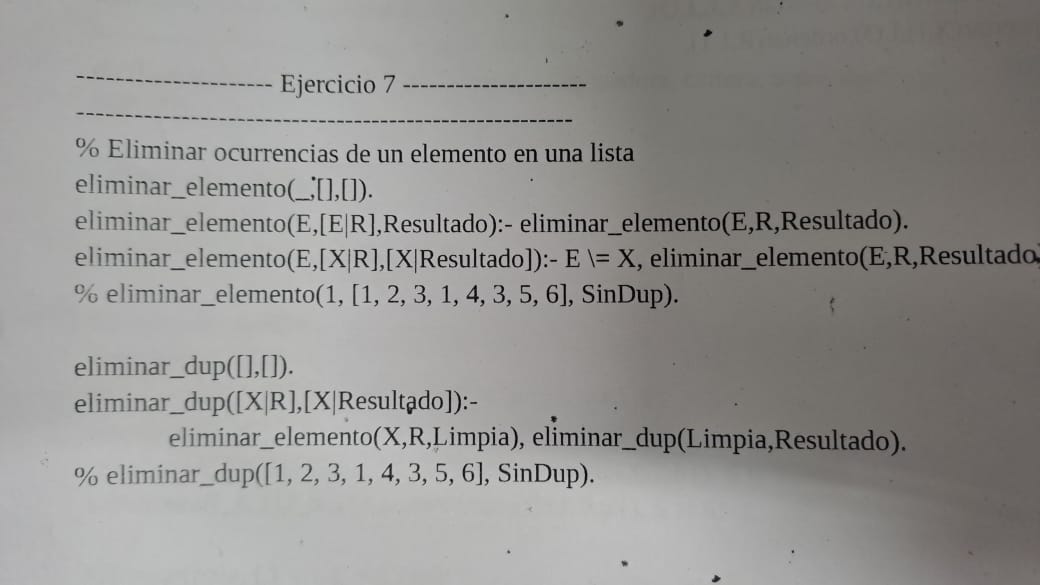 -------------------------- Ejercicio 7 --------------------------
----------------------------------------------------------------------
% Eliminar ocurrencias de un elemento en una lista
eliminar_elemento(_,[],[]).
eliminar_elemento(E,[E|R],Resultado):- eliminar_elemento(E,R,Resultado).
eliminar_elemento(E,[X|R],[X|Resultado]):- E \= X, eliminar_elemento(E,R,Resultado)
% eliminar_elemento(1, [1, 2, 3, 1, 4, 3, 5, 6], SinDup).
eliminar_dup([],[]).
eliminar_dup([X|R],[X|Resultado]):-
eliminar_elemento(X,R,Limpia), eliminar_dup(Limpia,Resultado).
% eliminar_dup([1, 2, 3, 1, 4, 3, 5, 6], SinDup).